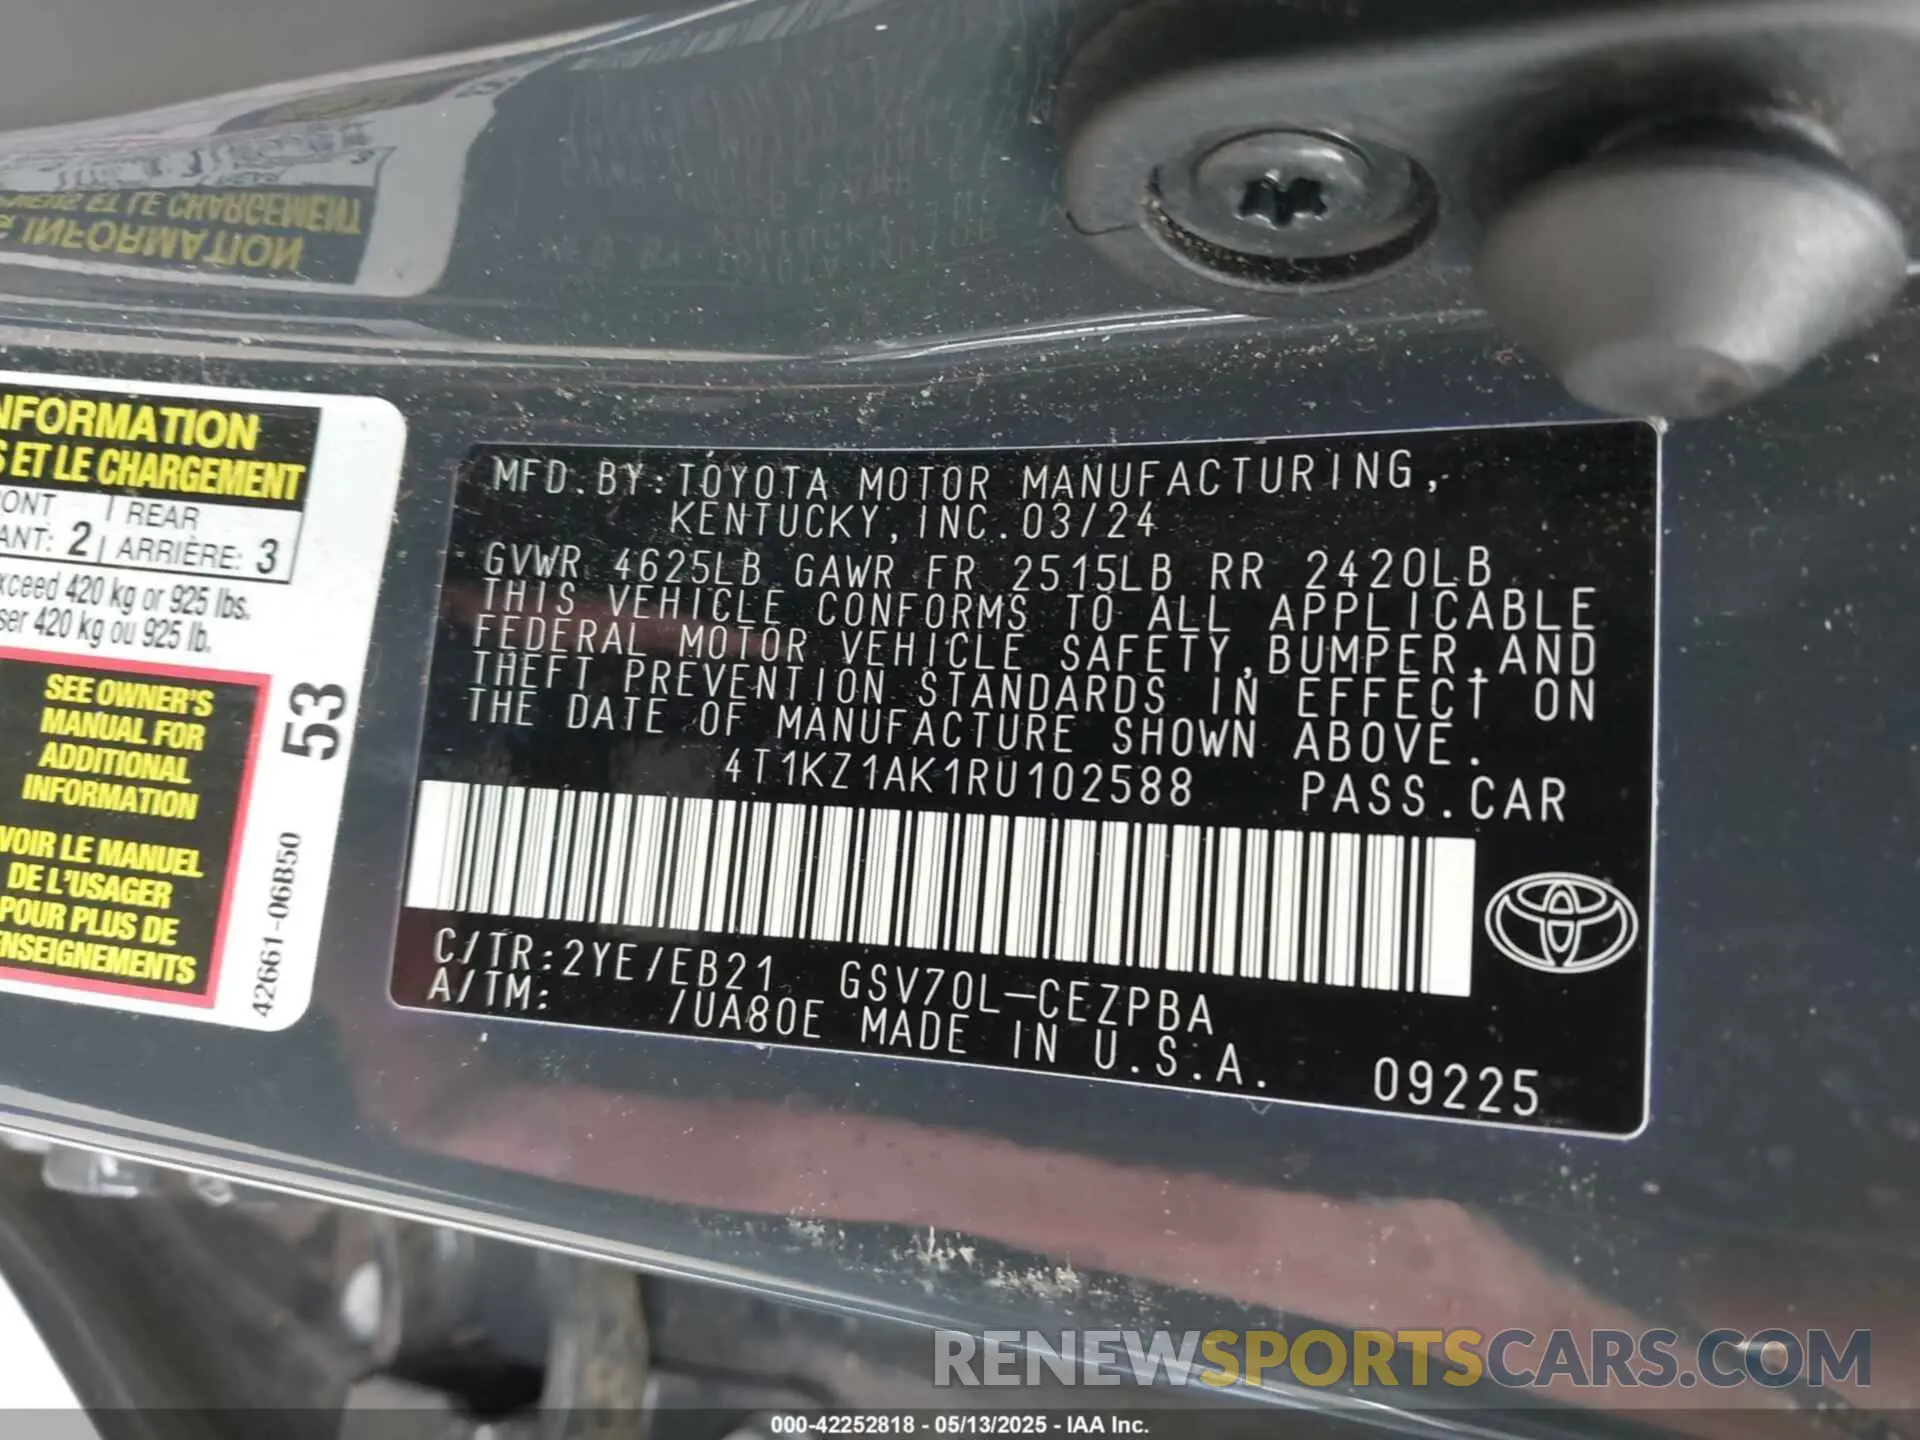 NFORMATION
S ET LE CHARGEMENT
ONT REAR
ANT: 2 ARRIÈRE: 3
xceed 420 kg or 925 lbs.
ser 420 kg ou 925 lb.
SEE OWNER'S
MANUAL FOR
ADDITIONAL
INFORMATION
VOIR LE MANUEL
DE L'USAGER
POUR PLUS DE
ENSEIGNEMENTS
53
42661-06B50
MFD.BY:TOYOTA MOTOR MANUFACTURING,
KENTUCKY,INC.03/24
GVWR 4625LB GAWR FR 2515LB RR 2420LB
THIS VEHICLE CONFORMS TO ALL APPLICABLE
FEDERAL MOTOR VEHICLE SAFETY,BUMPER,AND
THEFT PREVENTION STANDARDS IN EFFECT ON
THE DATE OF MANUFACTURE SHOWN ABOVE.
4T1KZ1AK1RU102588 PASS.CAR
C/TR:2YE/EB21 GSV70L-CEZPBA
A/TM: /UA80E MADE IN U.S.A.
09225
RENEWSPORTSCARS.COM
000-42252818 - 05/13/2025 - IAA Inc.